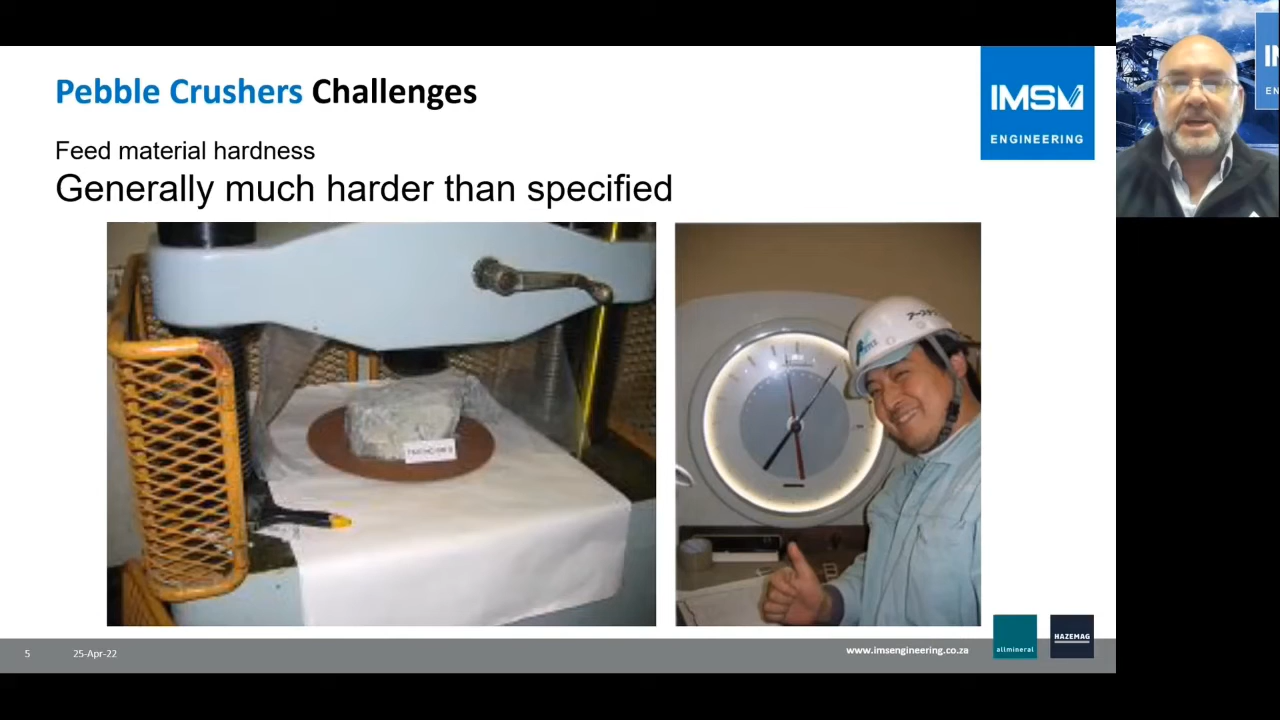 Pebble Crushers Challenges
IMS
ENGINEERING
Feed material hardness
Generally much harder than specified
5
25-Apr-22
www.imsengineering.co.za
allmineral
HAZEMAG
EN